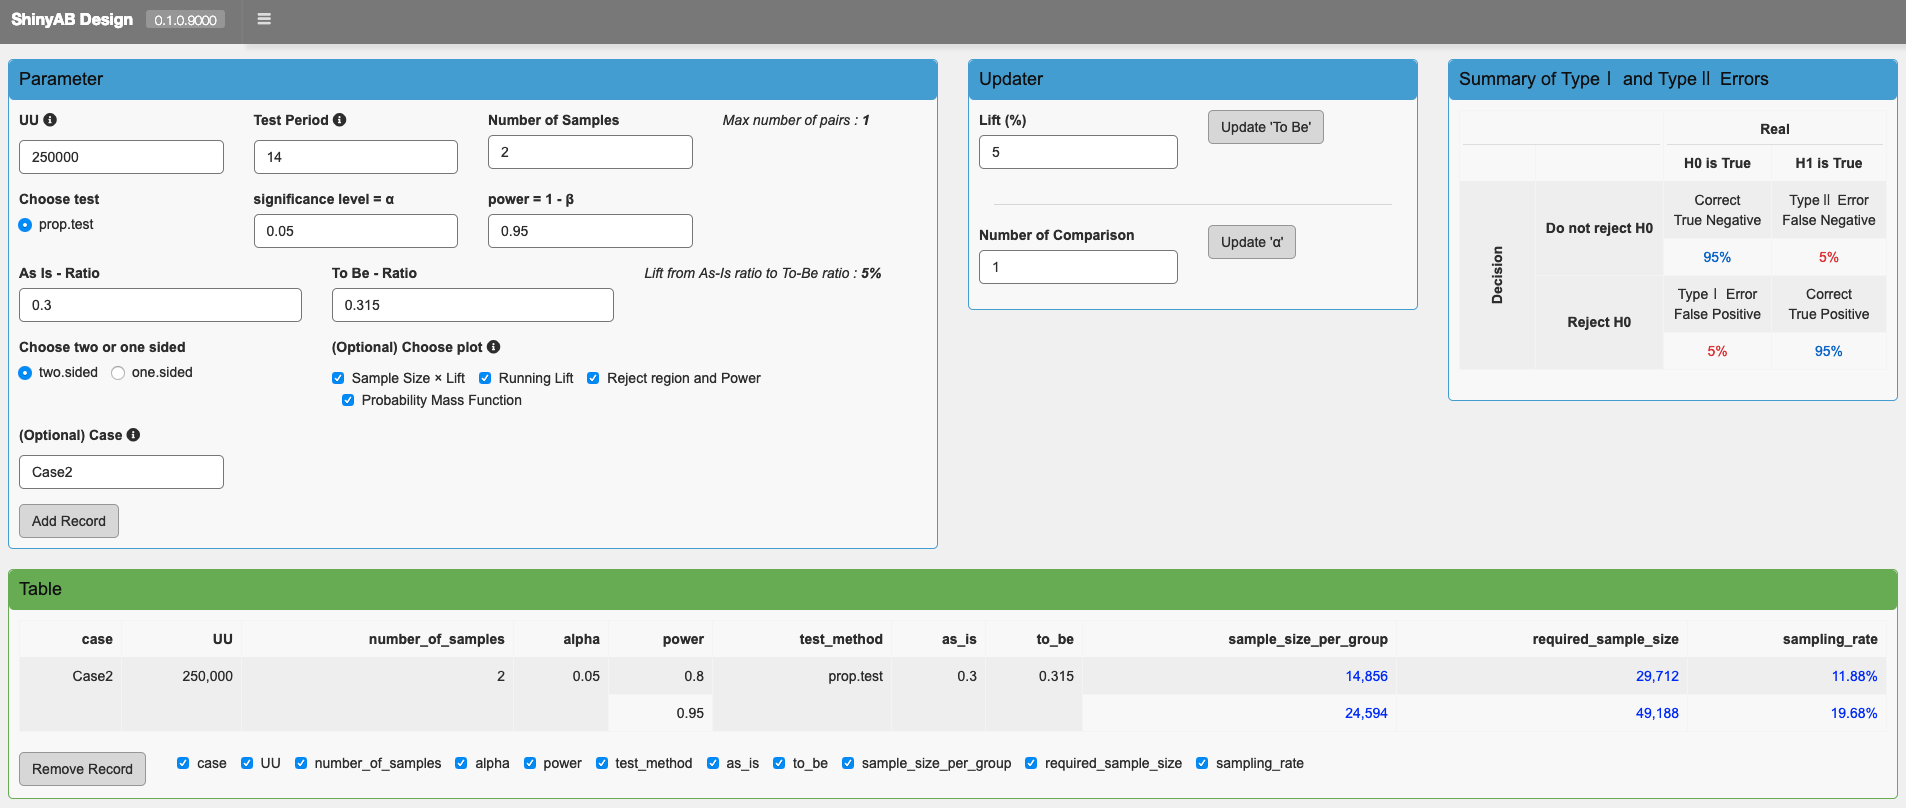 ShinyAB Design 0.1.0.9000
Parameter
UU
Test Period
Number of Samples
Max number of pairs : 1
250000
14
2
Choose test
significance level = α
power = 1 - β
prop.test
0.05
0.95
As Is - Ratio
To Be - Ratio
Lift from As-Is ratio to To-Be ratio : 5%
0.3
0.315
Choose two or one sided
(Optional) Choose plot
two.sided
one.sided
Sample Size × Lift
Running Lift
Reject region and Power
Probability Mass Function
(Optional) Case
Case2
Add Record
Updater
Lift (%)
Update 'To Be'
5
Number of Comparison
Update 'α'
1
Summary of TypeⅠ and TypeⅡ Errors
Real
H0 is True
H1 is True
Decision
Do not reject H0
Correct
True Negative
TypeⅡ Error
False Negative
95%
5%
Reject H0
TypeⅠ Error
False Positive
Correct
True Positive
5%
95%
Table
case UU number_of_samples alpha power test_method as_is to_be sample_size_per_group required_sample_size sampling_rate
Case2 250,000 2 0.05 0.8 prop.test 0.3 0.315 14,856 29,712 11.88%
0.95 24,594 49,188 19.68%
Remove Record
case UU number_of_samples alpha power test_method as_is to_be sample_size_per_group required_sample_size sampling_rate